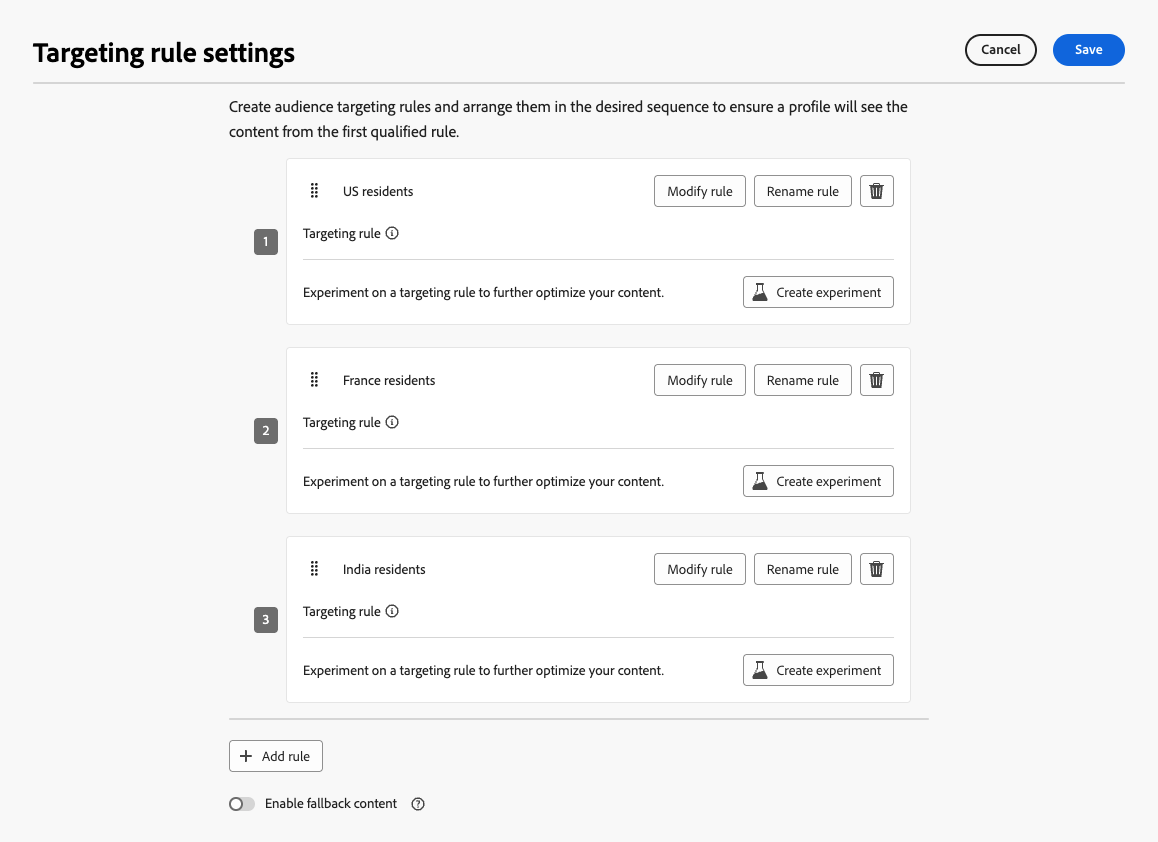 Targeting rule settings
Cancel
Save
Create audience targeting rules and arrange them in the desired sequence to ensure a profile will see the
content from the first qualified rule.
1
US residents
Modify rule
Rename rule
Targeting rule
Experiment on a targeting rule to further optimize your content.
Create experiment
2
France residents
Modify rule
Rename rule
Targeting rule
Experiment on a targeting rule to further optimize your content.
Create experiment
3
India residents
Modify rule
Rename rule
Targeting rule
Experiment on a targeting rule to further optimize your content.
Create experiment
Add rule
Enable fallback content